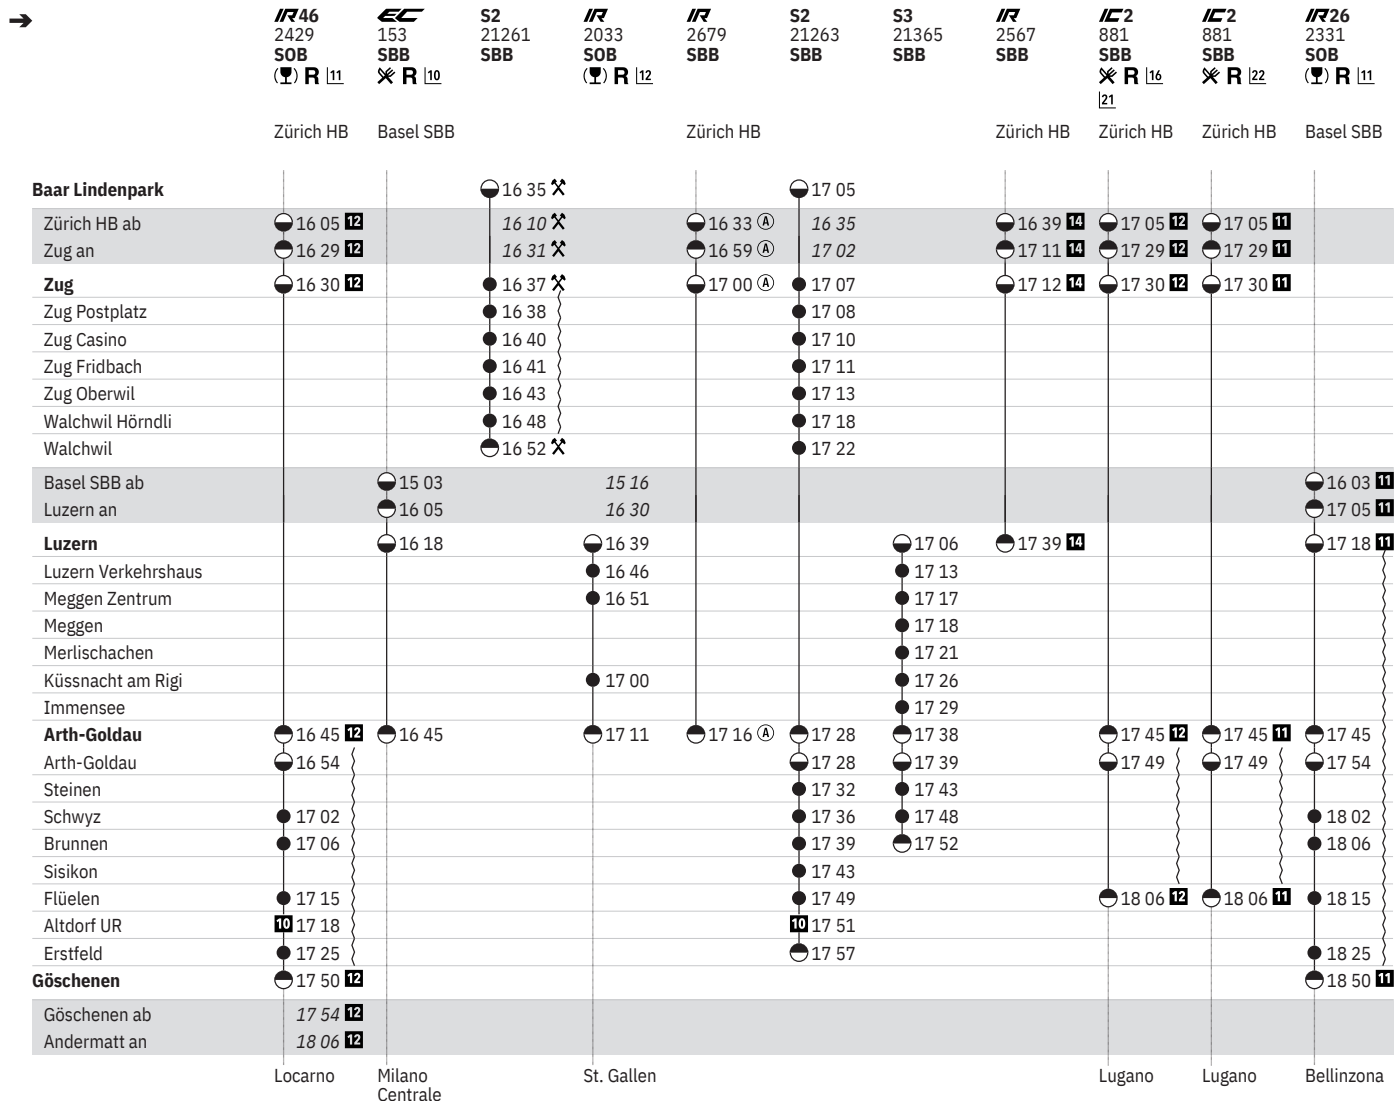 ➔ IR 46 EC S2 IR IR S2 S3 IR IC 2 IC 2 IR 26
2429 153 21261 2033 2679 21263 21365 2567 881 881 2331
SOB SBB SBB SBB SBB SBB SBB SBB SBB SBB SOB
R 11 R 10 R 12 R 16 R 22 R 11
21
Zürich HB Basel SBB Zürich HB Zürich HB Zürich HB Zürich HB Basel SBB
Baar Lindenpark 16 35 17 05
Zürich HB ab 16 05 12 16 10 16 33 A 16 35 16 39 14 17 05 12 17 05 11
Zug an 16 29 12 16 31 16 59 A 17 02 17 11 14 17 29 12 17 29 11
Zug 16 30 12 16 37 17 00 A 17 07 17 12 14 17 30 12 17 30 11
Zug Postplatz 16 38 17 08
Zug Casino 16 40 17 10
Zug Fridbach 16 41 17 11
Zug Oberwil 16 43 17 13
Walchwil Hörndli 16 48 17 18
Walchwil 16 52 17 22
Basel SBB ab 15 03 15 16 16 03 11
Luzern an 16 05 16 30 17 05 11
Luzern 16 18 16 39 17 06 17 39 14 17 18 11
Luzern Verkehrshaus 16 46 17 13
Meggen Zentrum 16 51 17 17
Meggen 17 18
Merlischachen 17 21
Küssnacht am Rigi 17 00 17 26
Immensee 17 29
Arth-Goldau 16 45 12 16 45 17 11 17 16 A 17 28 17 38 17 45 12 17 45 11 17 45
Arth-Goldau 16 54 17 28 17 39 17 49 17 49 17 54
Steinen 17 32 17 43
Schwyz 17 02 17 36 17 48 18 02
Brunnen 17 06 17 39 17 52 18 06
Sisikon 17 43
Flüelen 17 15 17 49 18 06 12 18 06 11 18 15
Altdorf UR 10 17 18 10 17 51
Erstfeld 17 25 17 57 18 25
Göschenen 17 50 12 18 50 11
Göschenen ab 17 54 12
Andermatt an 18 06 12
Locarno Milano St. Gallen Lugano Lugano Bellinzona
Centrale